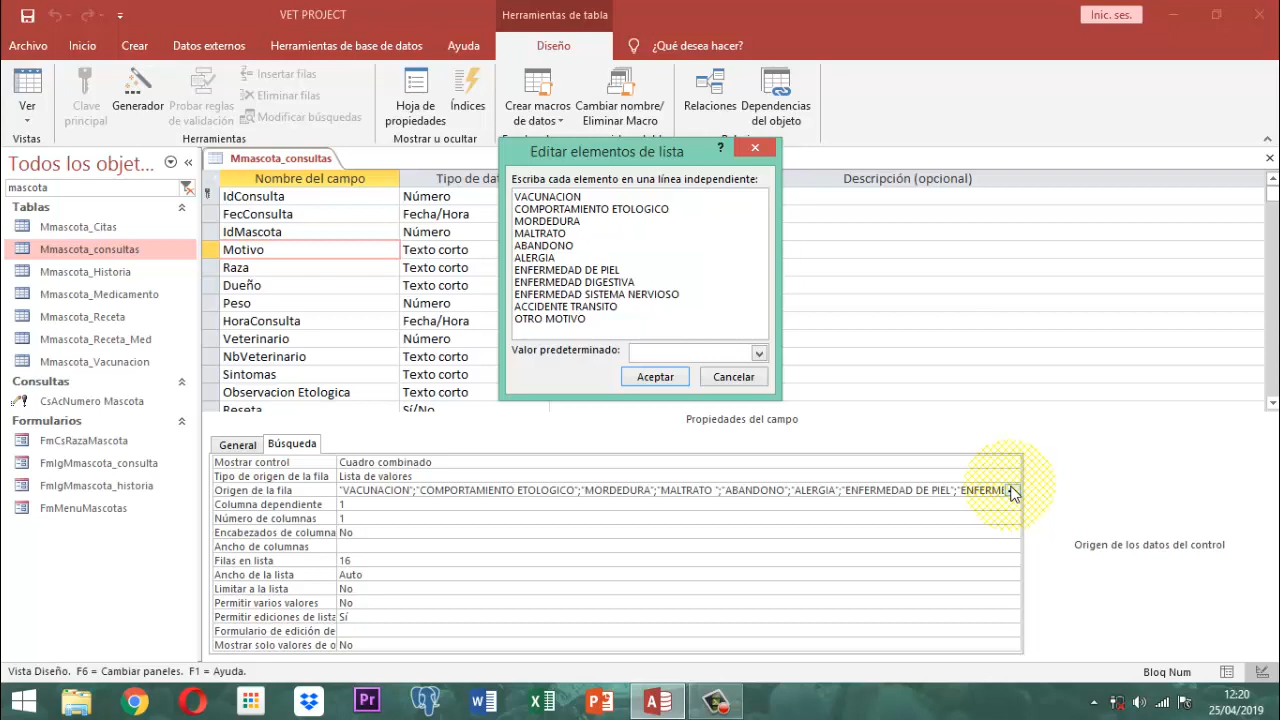 VET PROJECT
Herramientas de tabla
Inic. ses.
Archivo Inicio Crear Datos externos Herramientas de base de datos Ayuda Diseño ¿Qué desea hacer?
Ver
Clave principal
Generador
Probar reglas de validación
Insertar filas
Eliminar filas
Modificar búsquedas
Hoja de propiedades
Índices
Crear macros de datos
Cambiar nombre/ Eliminar Macro
Relaciones
Dependencias del objeto
Vistas
Herramientas
Mostrar u ocultar
Todos los objet...
mascota
Tablas
Mmascota_Citas
Mmascota_consultas
Mmascota_Historia
Mmascota_Medicamento
Mmascota_Receta
Mmascota_Receta_Med
Mmascota_Vacunacion
Consultas
CsAcNumero Mascota
Formularios
FmCsRazaMascota
FmIgMmascota_consulta
FmIgMmascota_historia
FmMenuMascotas
Mmascota_consultas
Nombre del campo Tipo de dat Descripción (opcional)
IdConsulta Número
FecConsulta Fecha/Hora
IdMascota Número
Motivo Texto corto
Raza Texto corto
Dueño Texto corto
Peso Número
HoraConsulta Fecha/Hora
Veterinario Número
NbVeterinario Texto corto
Sintomas Texto corto
Observacion Etologica Texto corto
Reseta Sí/No
Editar elementos de lista ?
Escriba cada elemento en una línea independiente:
VACUNACION
COMPORTAMIENTO ETOLOGICO
MORDEDURA
MALTRATO
ABANDONO
ALERGIA
ENFERMEDAD DE PIEL
ENFERMEDAD DIGESTIVA
ENFERMEDAD SISTEMA NERVIOSO
ACCIDENTE TRANSITO
OTRO MOTIVO
Valor predeterminado:
Aceptar Cancelar
Propiedades del campo
General Búsqueda
Mostrar control Cuadro combinado
Tipo de origen de la fila Lista de valores
Origen de la fila "VACUNACION";"COMPORTAMIENTO ETOLOGICO";"MORDEDURA";"MALTRATO ";"ABANDONO";"ALERGIA";"ENFERMEDAD DE PIEL";"ENFERME
Columna dependiente 1
Número de columnas 1
Encabezados de columna No
Ancho de columnas
Filas en lista 16
Ancho de la lista Auto
Limitar a la lista No
Permitir varios valores No
Permitir ediciones de lista Sí
Formulario de edición de
Mostrar solo valores de o No
Origen de los datos del control
Vista Diseño. F6 = Cambiar paneles. F1 = Ayuda.
Bloq Num
12:20
25/04/2019